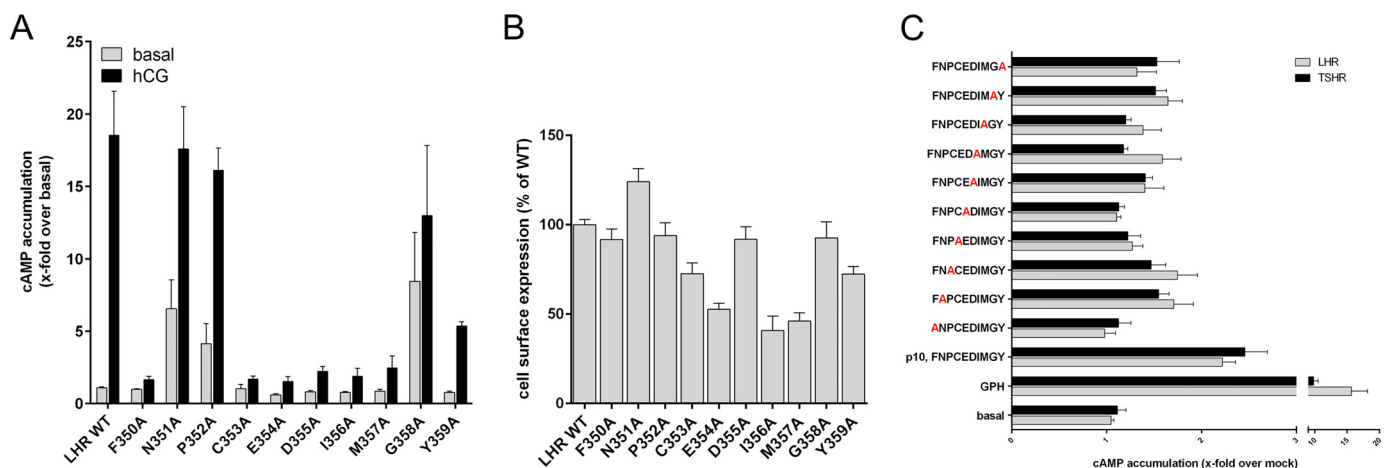 A
25
20
15
10
5
0
cAMP accumulation
(x-fold over basal)
basal
hCG
LHR WT
F350A
N351A
P352A
C353A
E354A
D355A
I356A
M357A
G358A
Y359A
B
150
100
50
0
cell surface expression (% of WT)
LHR WT
F350A
N351A
P352A
C353A
E354A
D355A
I356A
M357A
G358A
Y359A
C
LHR
TSHR
FNPCEDIMGA
FNPCEDIMAY
FNPCEDIAGY
FNPCEDAMGY
FNPCEAIMGY
FNPCADIMGY
FNPAEDIMGY
FNACEDIMGY
FAPCEDIMGY
ANPCEDIMGY
p10, FNPCEDIMGY
GPH
basal
0 1 2 3 10 15 20
cAMP accumulation (x-fold over mock)